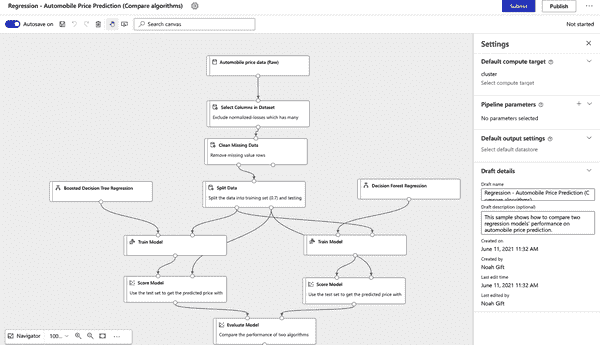 Regression - Automobile Price Prediction (Compare algorithms)
Submit
Publish
Autosave on
Search canvas
Not started
Automobile price data (Raw)
Select Columns in Dataset
Exclude normalized losses which has many
Clean Missing Data
Remove missing value rows
Boosted Decision Tree Regression
Split Data
Split the data into training set (0.7) and testing
Decision Forest Regression
Train Model
Train Model
Score Model
Use the test set to get the predicted price with
Score Model
Use the test set to get the predicted price with
Evaluate Model
Compare the performance of two algorithms
Navigator
100...
Settings
Default compute target
cluster
Select compute target
Pipeline parameters
No parameters selected
Default output settings
Select default datastore
Draft details
Draft name
Regression - Automobile Price Prediction (C
Draft description (optional)
This sample shows how to compare two
regression models' performance on
automobile price prediction.
Created on
June 11, 2021 11:32 AM
Created by
Noah Gift
Last edit time
June 11, 2021 11:32 AM
Last edited by
Noah Gift